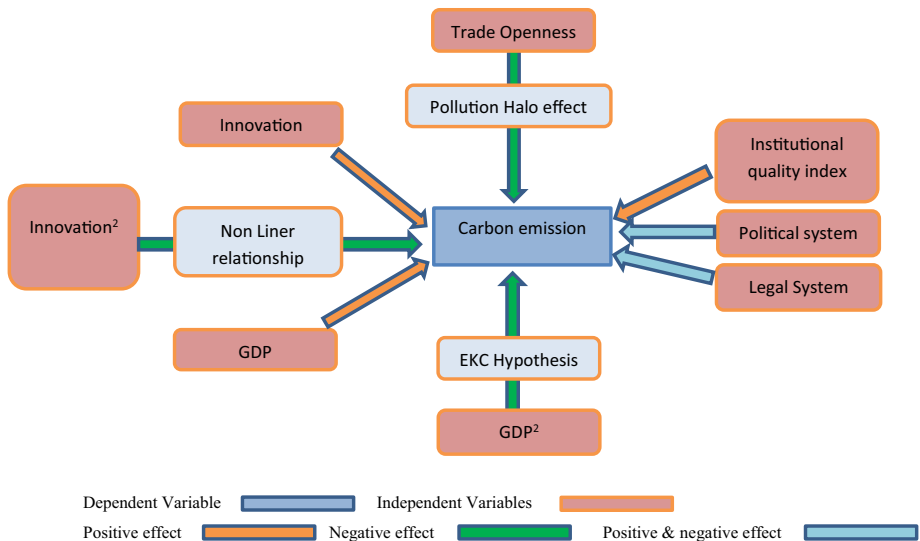 Trade Openness
Pollution Halo effect
Innovation
Institutional
quality index
Innovation²
Non Liner
relationship
Carbon emission
Political system
Legal System
GDP
EKC Hypothesis
GDP²
Dependent Variable
Independent Variables
Positive effect
Negative effect
Positive & negative effect